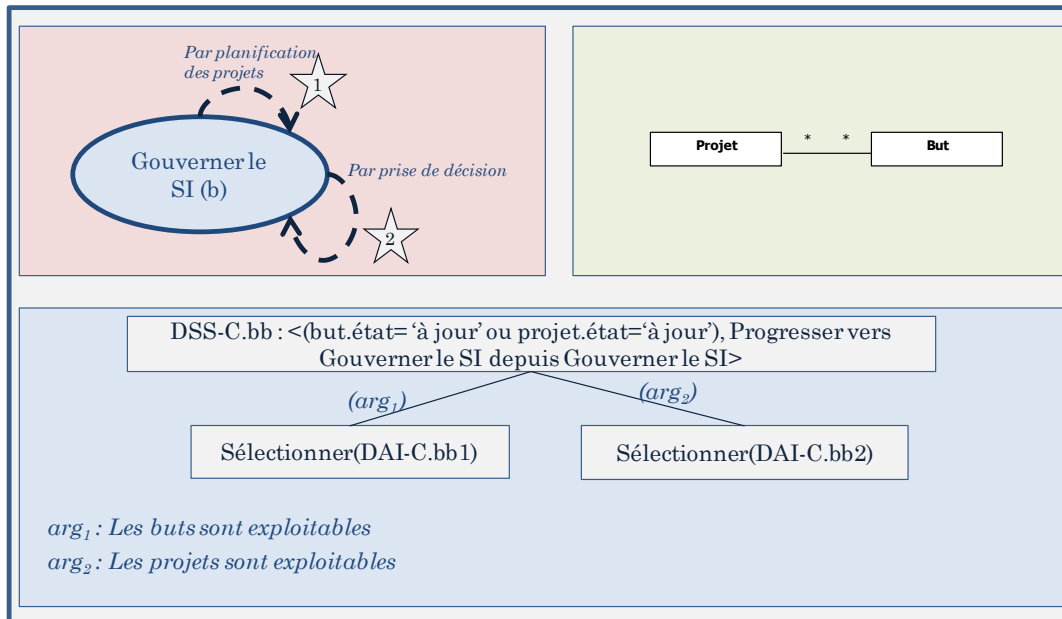 Par planification
des projets
1
Gouverner le
SI (b)
Par prise de décision
2
Projet
*
*
But
DSS-C.bb : <(but.état= ‘à jour’ ou projet.état=‘à jour’), Progresser vers
Gouverner le SI depuis Gouverner le SI>
(arg1)
(arg2)
Sélectionner(DAI-C.bb1)
Sélectionner(DAI-C.bb2)
arg1 : Les buts sont exploitables
arg2 : Les projets sont exploitables